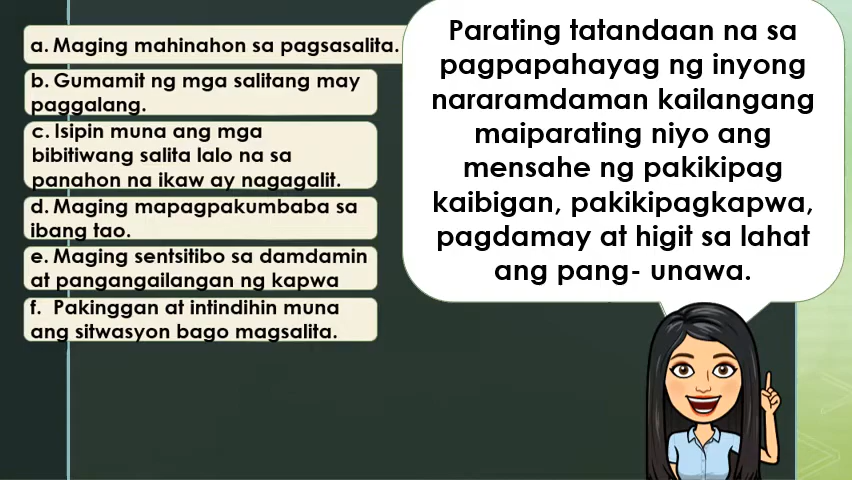 a. Maging mahinahon sa pagsasalita.
b. Gumamit ng mga salitang may
paggalang.
c. Isipin muna ang mga
bibitiwang salita lalo na sa
panahon na ikaw ay nagagalit.
d. Maging mapagpakumbaba sa
ibang tao.
e. Maging sentsitibo sa damdamin
at pangangailangan ng kapwa
f. Pakinggan at intindihin muna
ang sitwasyon bago magsalita.
Parating tatandaan na sa
pagpapahayag ng inyong
nararamdaman kailangang
maiparating niyo ang
mensahe ng pakikipag
kaibigan, pakikipagkapwa,
pagdamay at higit sa lahat
ang pang- unawa.